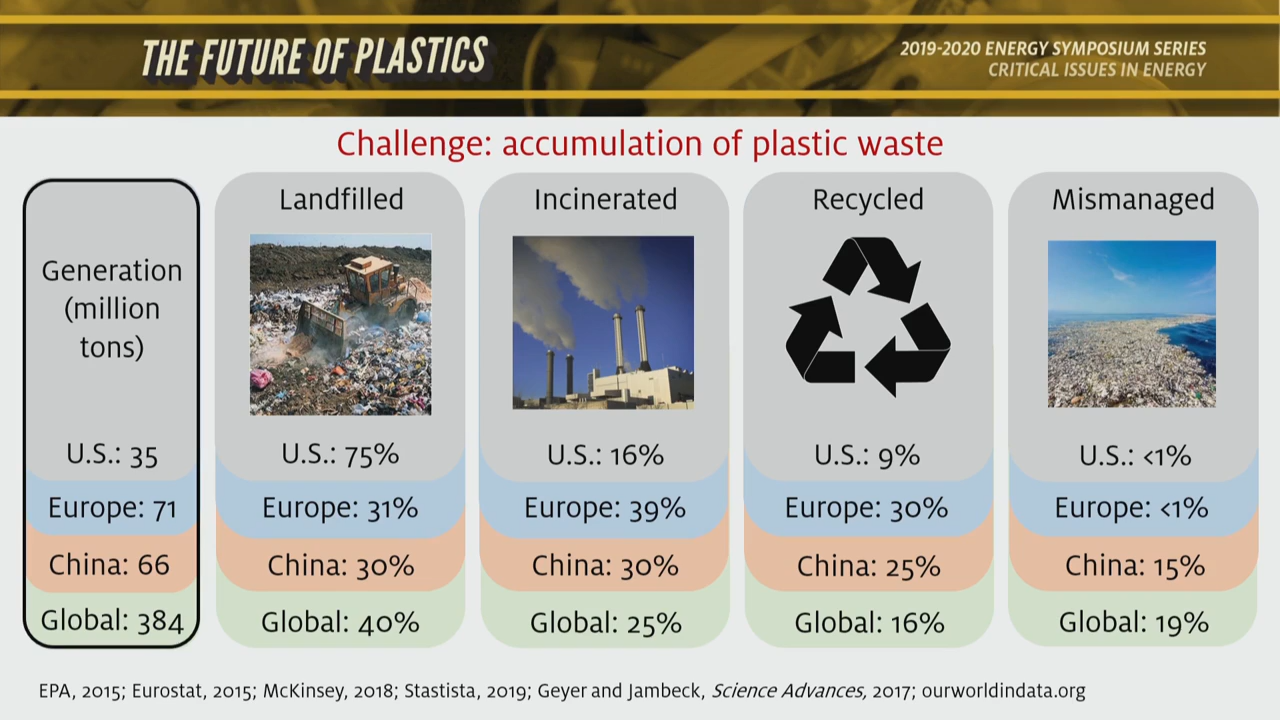 THE FUTURE OF PLASTICS
2019-2020 ENERGY SYMPOSIUM SERIES
CRITICAL ISSUES IN ENERGY
Challenge: accumulation of plastic waste
Generation
(million
tons)
U.S.: 35
Europe: 71
China: 66
Global: 384
Landfilled
U.S.: 75%
Europe: 31%
China: 30%
Global: 40%
Incinerated
U.S.: 16%
Europe: 39%
China: 30%
Global: 25%
Recycled
U.S.: 9%
Europe: 30%
China: 25%
Global: 16%
Mismanaged
U.S.: <1%
Europe: <1%
China: 15%
Global: 19%
EPA, 2015; Eurostat, 2015; McKinsey, 2018; Stastista, 2019; Geyer and Jambeck, Science Advances, 2017; ourworldindata.org